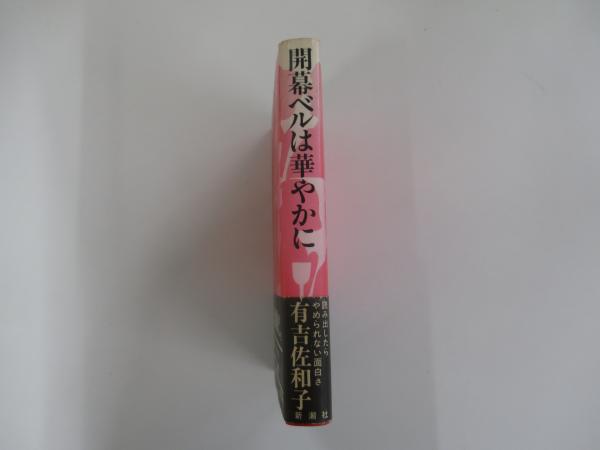 開幕ベルは華やかに
読み出したら
やめられない面白さ
有吉佐和子
新潮社